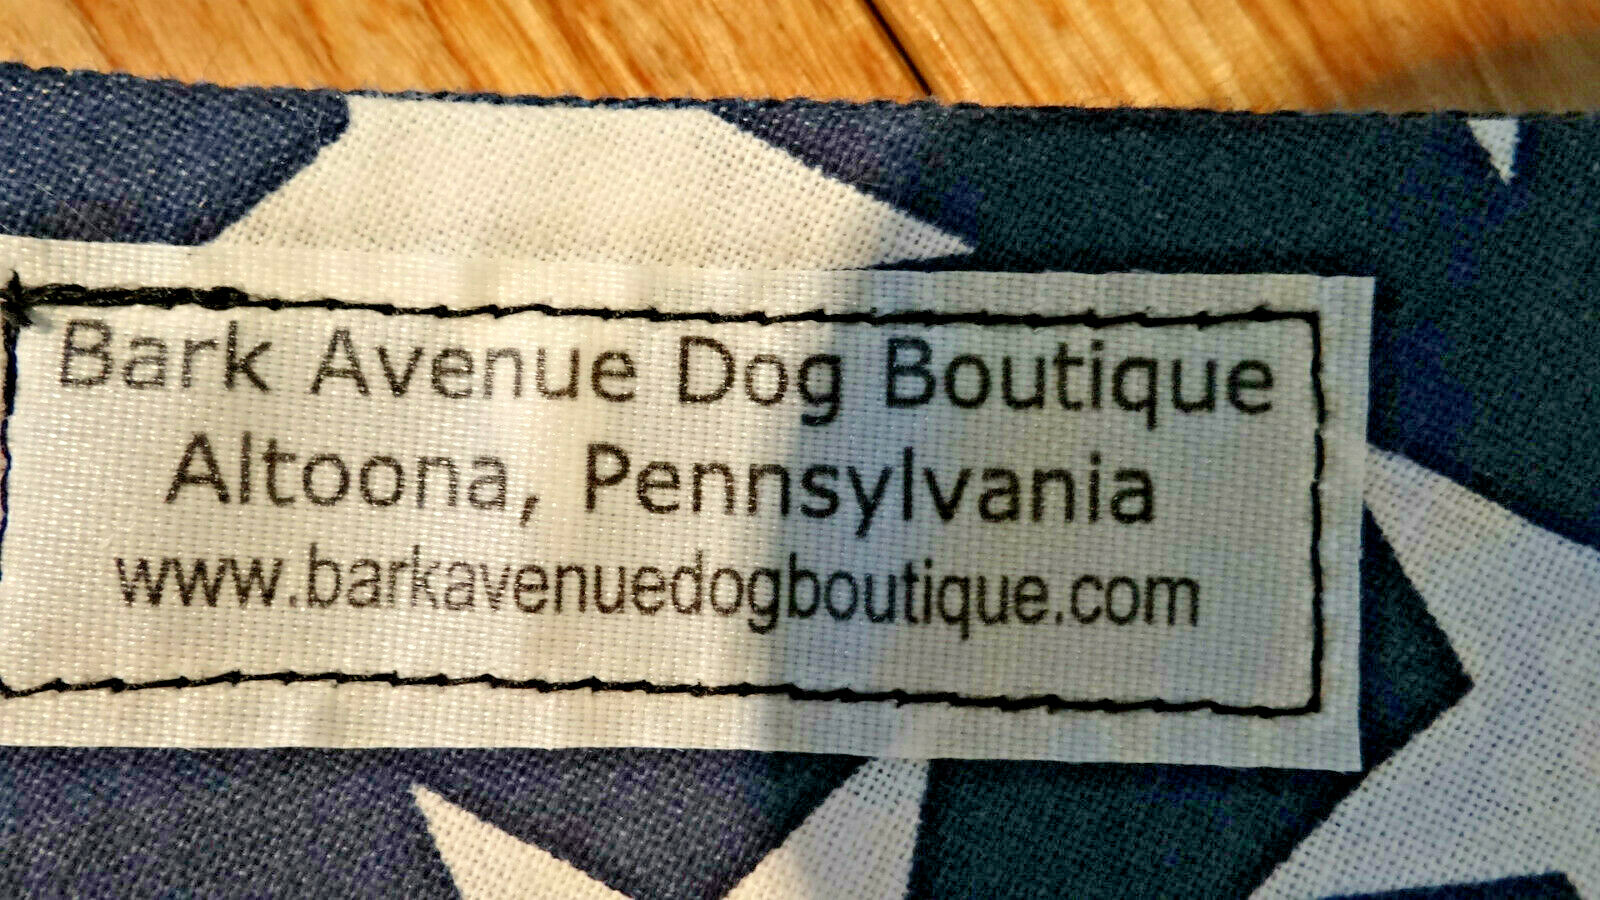 Bark Avenue Dog Boutique
Altoona, Pennsylvania
www.barkavenuedogboutique.com